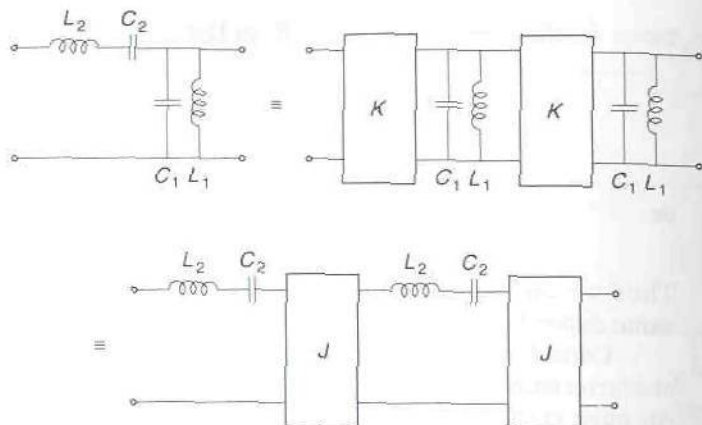 L₂ C₂
C₁ L₁
≡
K
C₁ L₁
K
C₁ L₁
≡
L₂ C₂
J
L₂ C₂
J